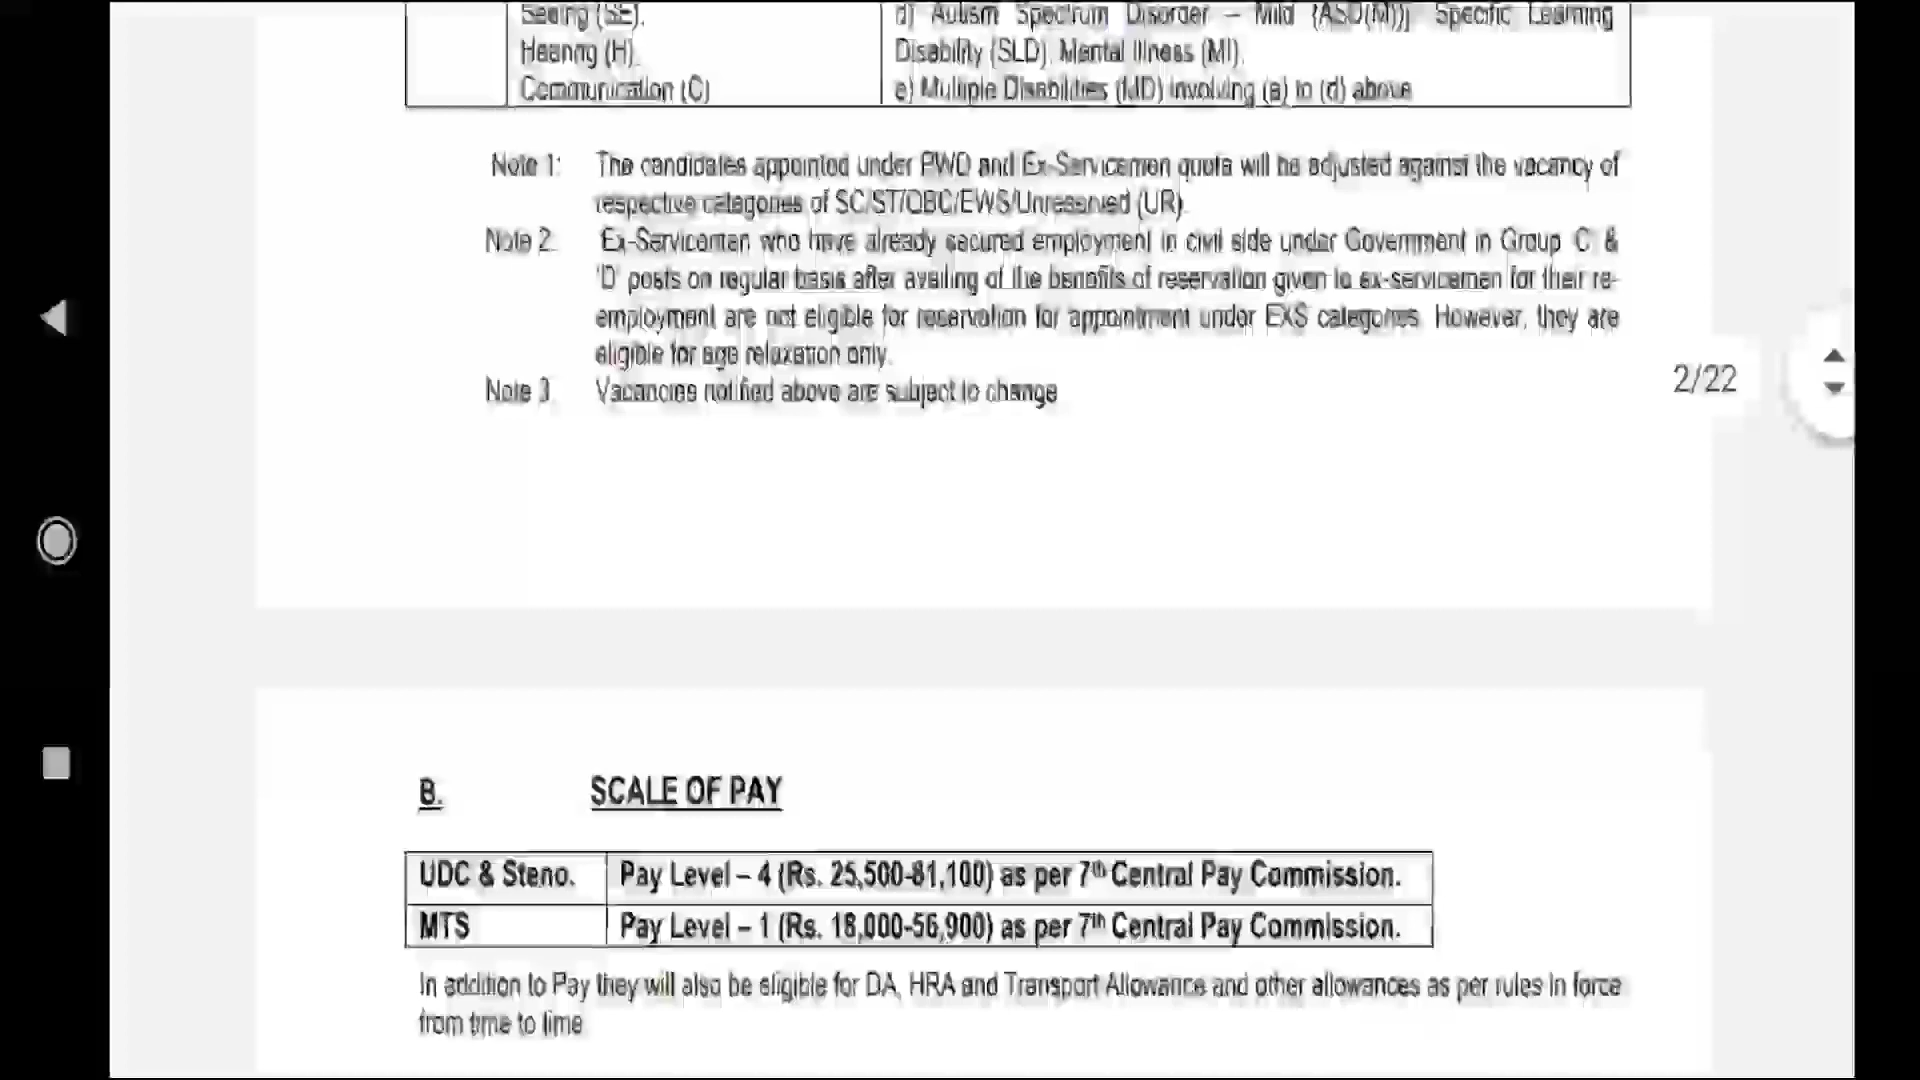 Seeing (SE),
Hearing (H),
Communication (C)
d) Autism Spectrum Disorder – Mild {ASD(M)} Specific Learning
Disability (SLD), Mental Illness (MI),
e) Multiple Disabilities (MD) involving (a) to (d) above
Note 1: The candidates appointed under PWD and Ex-Servicemen quota will be adjusted against the vacancy of
respective categories of SC/ST/OBC/EWS/Unreserved (UR).
Note 2: Ex-Servicemen who have already secured employment in civil side under Government in Group 'C' &
'D' posts on regular basis after availing of the benefits of reservation given to ex-servicemen for their re-
employment are not eligible for reservation for appointment under EXS categories. However, they are
eligible for age relaxation only.
Note 3. Vacancies notified above are subject to change
2/22
B. SCALE OF PAY
UDC & Steno. Pay Level – 4 (Rs. 25,500-81,100) as per 7th Central Pay Commission.
MTS Pay Level – 1 (Rs. 18,000-56,900) as per 7th Central Pay Commission.
In addition to Pay they will also be eligible for DA, HRA and Transport Allowance and other allowances as per rules in force
from time to time